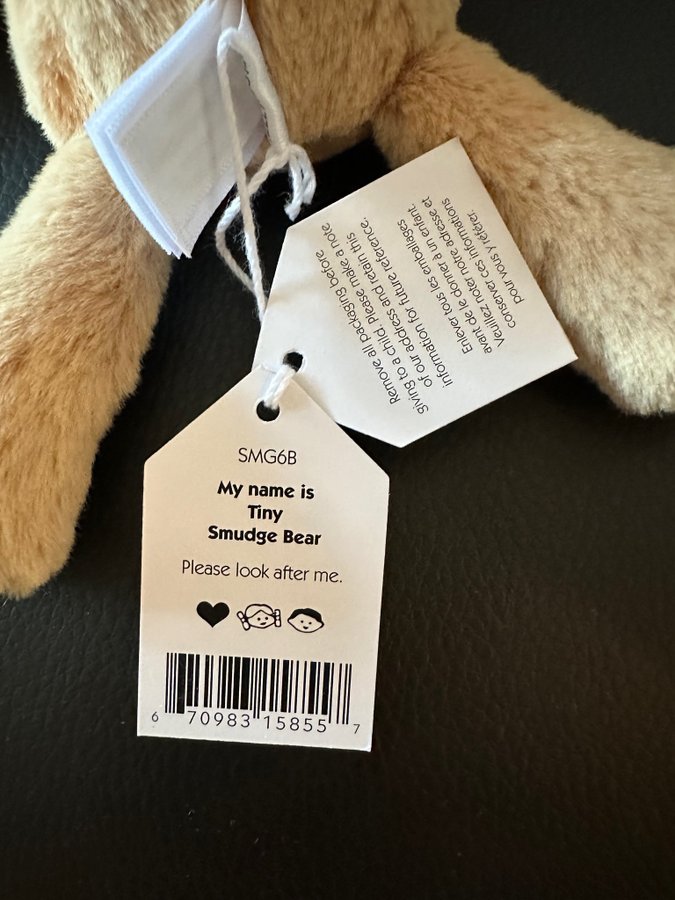 Remove all packaging before
giving to a child, please make a note
of our address and retain this
information for future reference.
Enlever tous les emballages
avant de le donner à un enfant,
Veuillez noter notre adresse et
conserver ces informations
pour vous y référer.
SMG6B
My name is
Tiny
Smudge Bear
Please look after me.
6 70983 15855 7